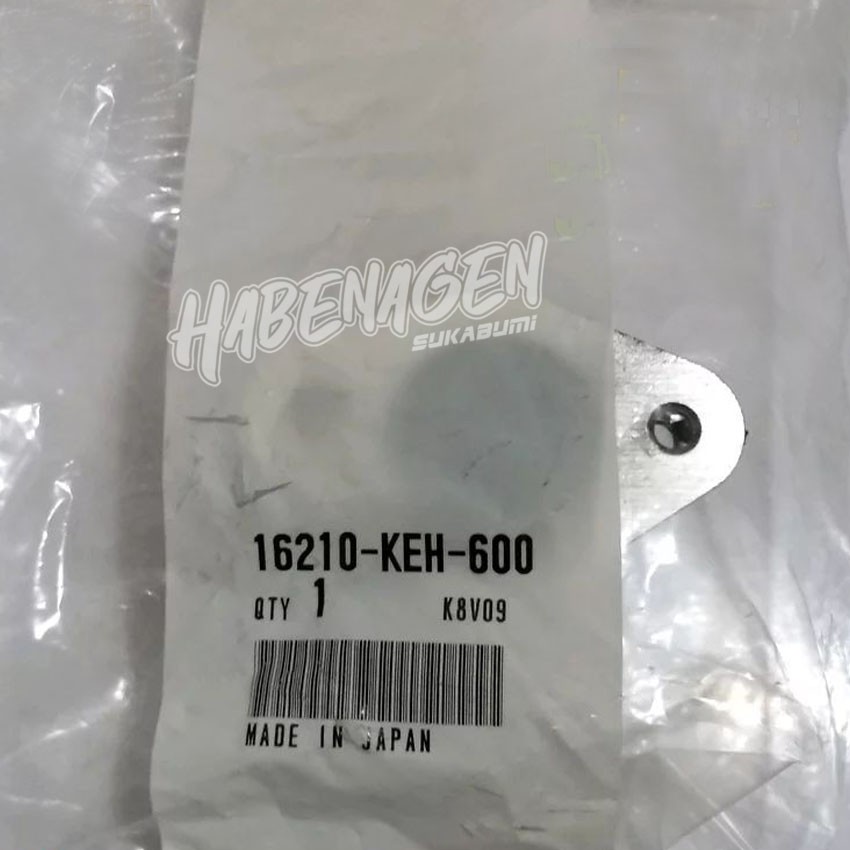 HABENAGEN
SUKABUMI
16210-KEH-600
QTY 1 K8V09
MADE IN JAPAN